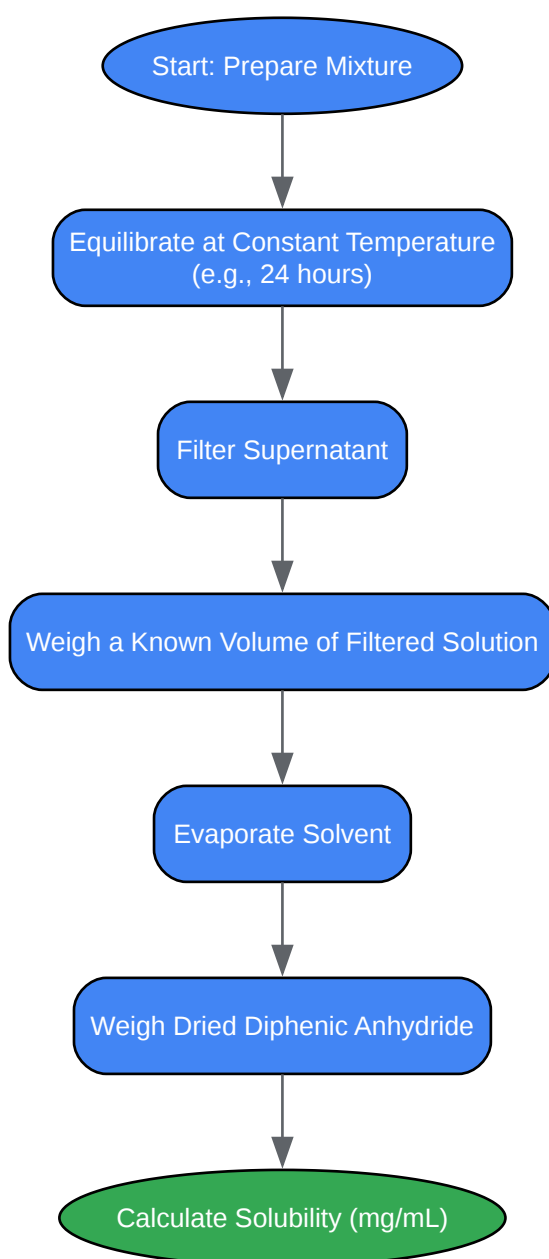 Start: Prepare Mixture
Equilibrate at Constant Temperature
(e.g., 24 hours)
Filter Supernatant
Weigh a Known Volume of Filtered Solution
Evaporate Solvent
Weigh Dried Diphenic Anhydride
Calculate Solubility (mg/mL)